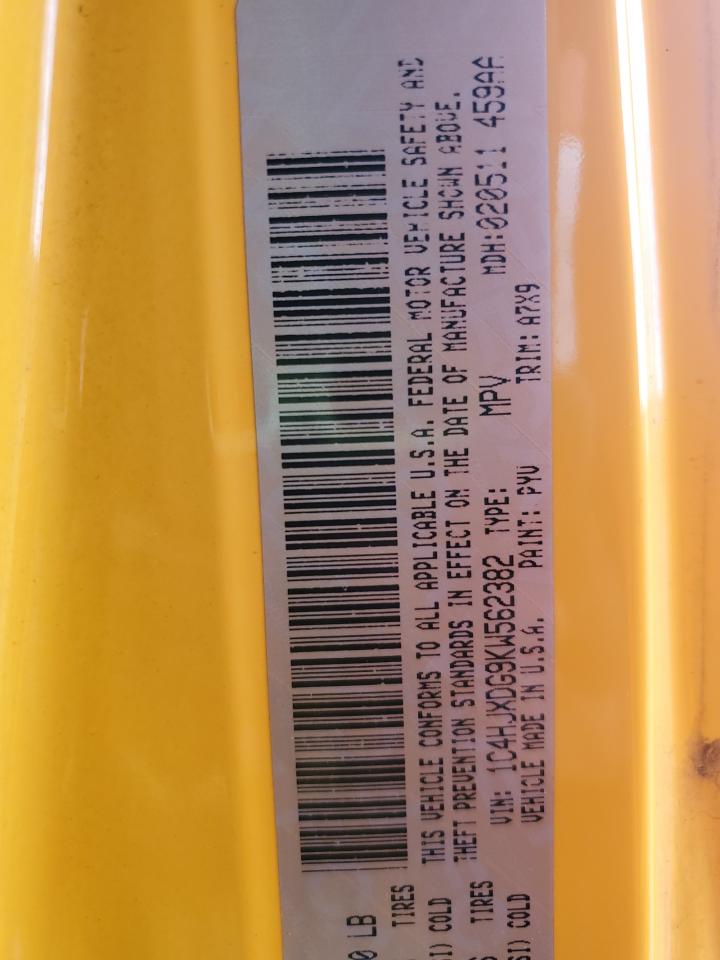 0 LB
TIRES
SI) COLD
TIRES
SI) COLD
THIS VEHICLE CONFORMS TO ALL APPLICABLE U.S.A. FEDERAL MOTOR VEHICLE SAFETY AND
THEFT PREVENTION STANDARDS IN EFFECT ON THE DATE OF MANUFACTURE SHOWN ABOVE.
VIN: 1C4HJXDG9KW562382 TYPE: MPV MDH:020511 459AA
VEHICLE MADE IN U.S.A. PAINT: PYV TRIM: A7X9